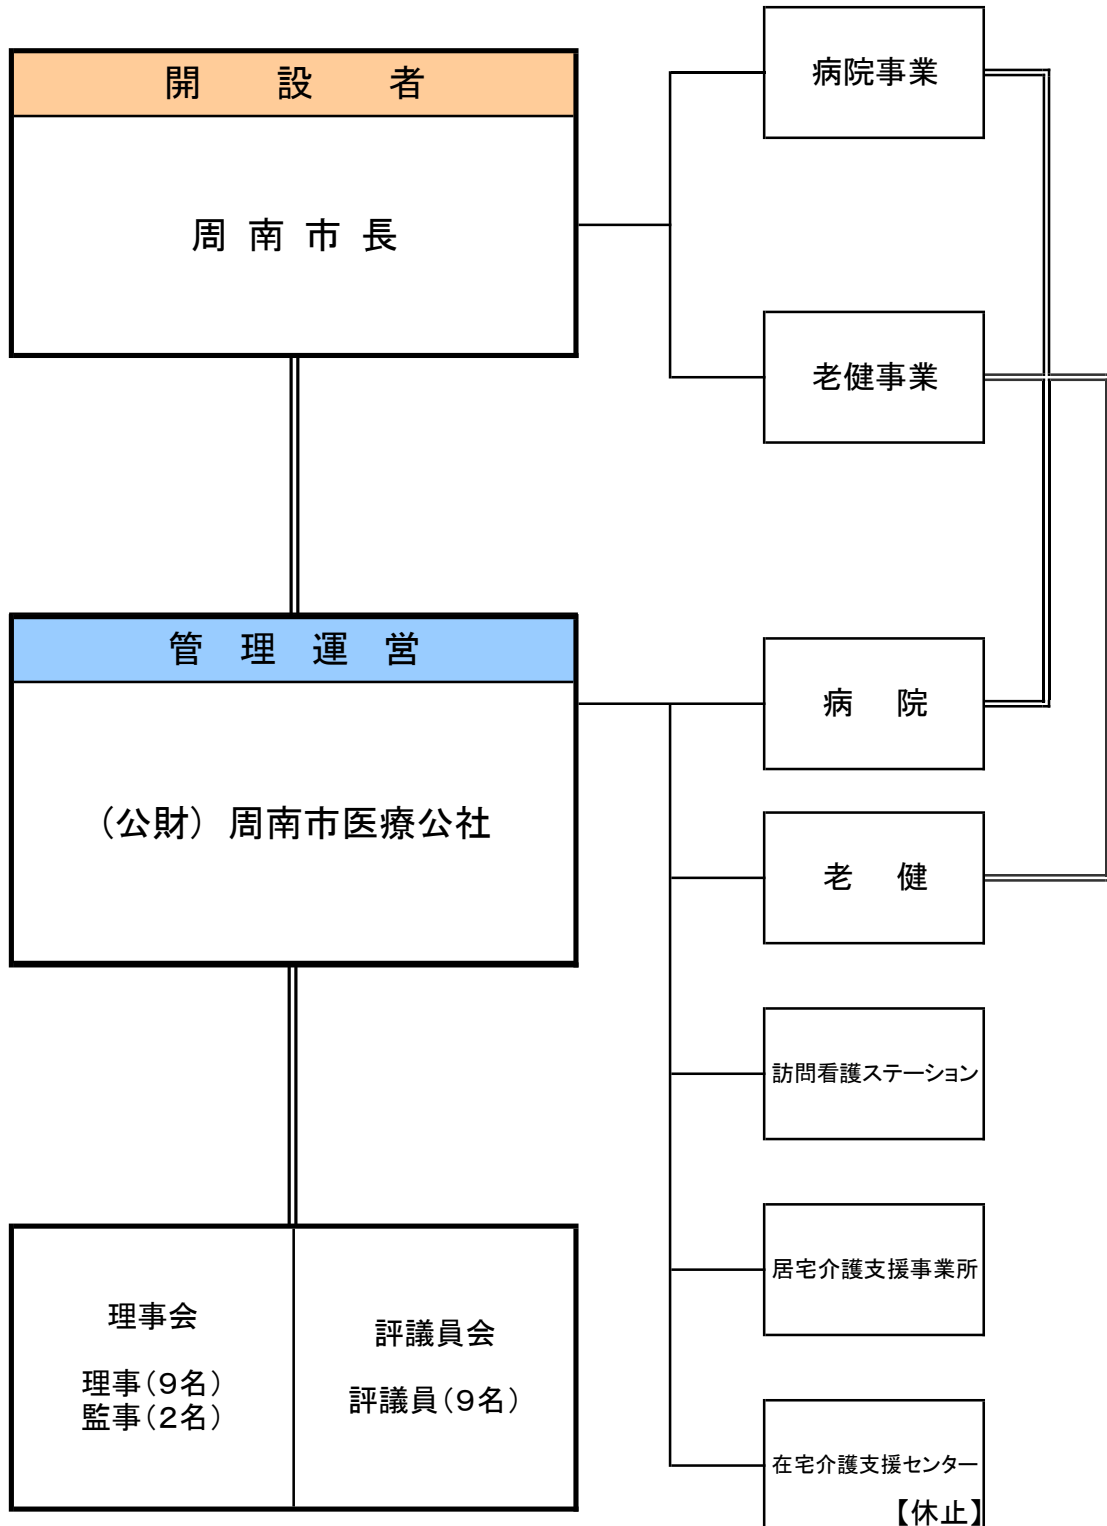 開　設　者
周 南 市 長
病院事業
老健事業
管 理 運 営
（公財）周南市医療公社
病　院
老　健
訪問看護ステーション
居宅介護支援事業所
在宅介護支援センター
【休止】
理事会
理事（９名）
監事（２名）
評議員会
評議員（９名）